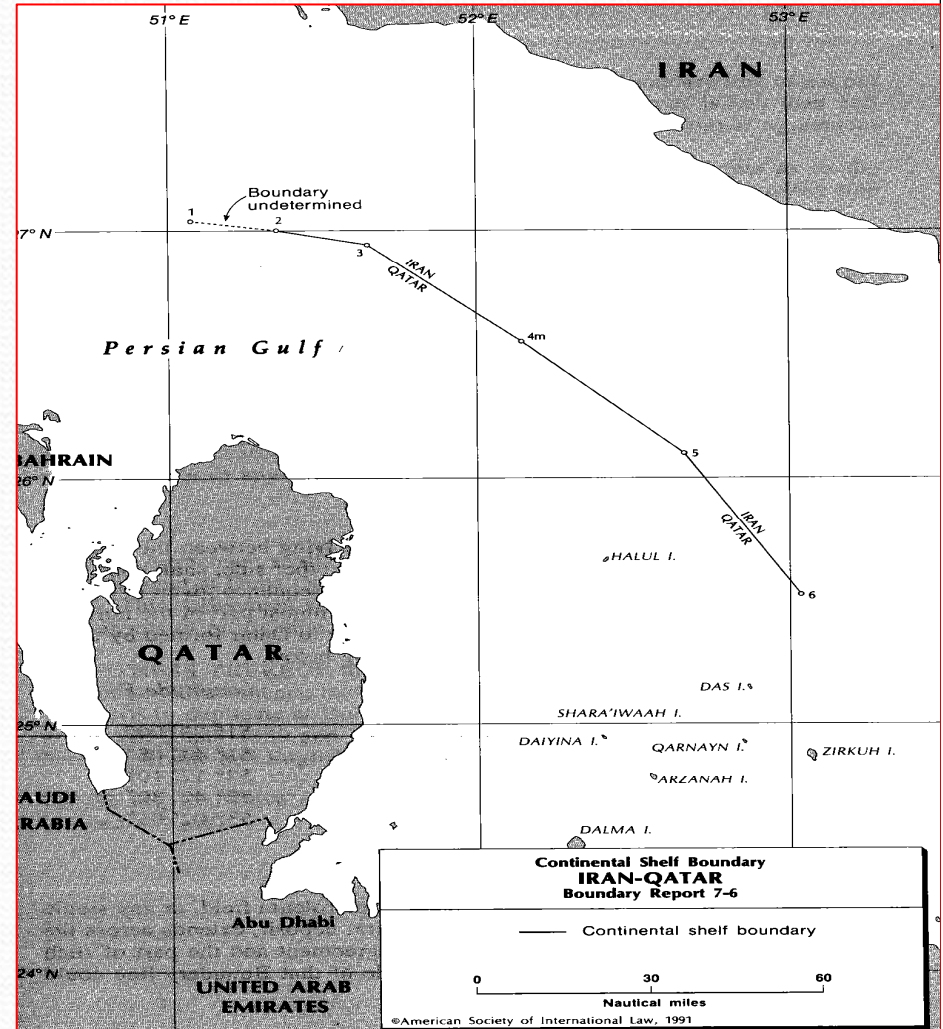 51° E
52° E
53° E
IRAN
Boundary
undetermined
1
2
7° N
3
IRAN
QATAR
4m
Persian Gulf
5
BAHRAIN
26° N
IRAN
QATAR
HALUL I.
6
QATAR
DAS I.
SHARA'IWAAH I.
25° N
DAIYINA I.
QARNAYN I.
ZIRKUH I.
ARZANAH I.
AUDI
RABIA
DALMA I.
Continental Shelf Boundary
IRAN-QATAR
Boundary Report 7-6
Abu Dhabi
Continental shelf boundary
24° N
UNITED ARAB
EMIRATES
0
30
60
Nautical miles
©American Society of International Law, 1991